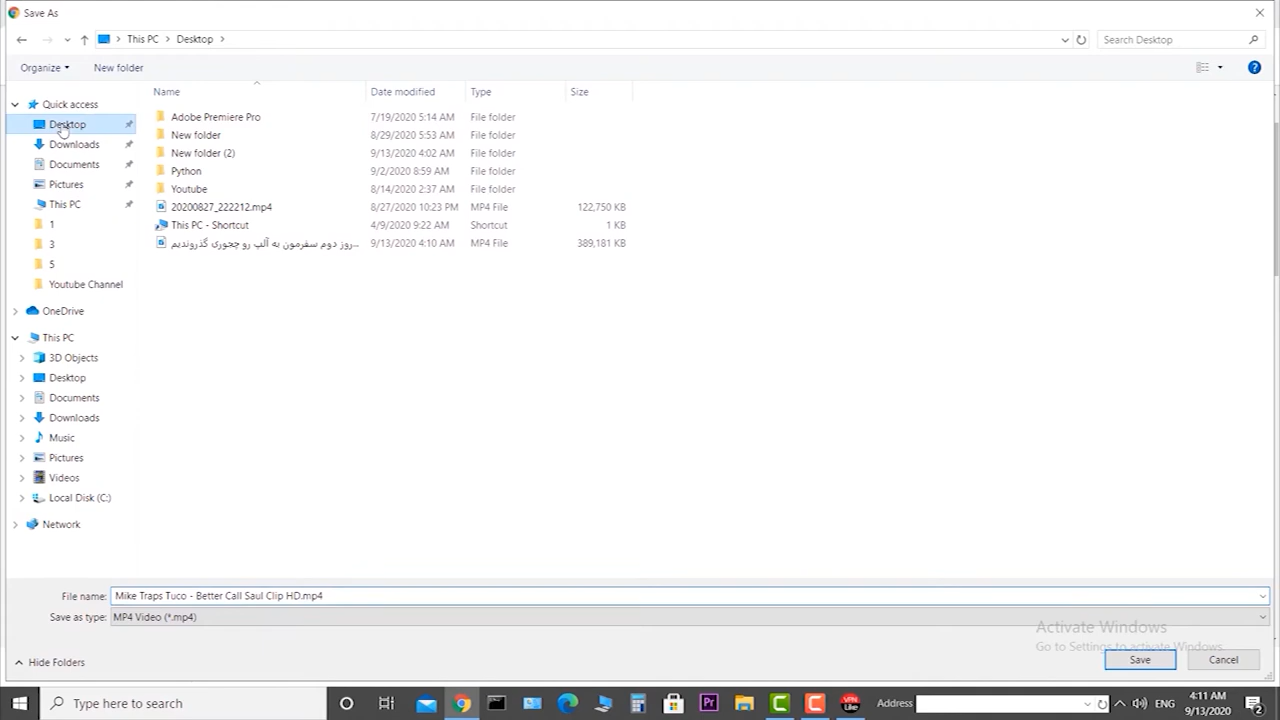 Save As
This PC
Desktop
Search Desktop
Organize
New folder
Name
Date modified
Type
Size
Quick access
Desktop
Downloads
Documents
Pictures
This PC
1
3
5
Youtube Channel
OneDrive
This PC
3D Objects
Desktop
Documents
Downloads
Music
Pictures
Videos
Local Disk (C:)
Network
Adobe Premiere Pro 7/19/2020 5:14 AM File folder
New folder 8/29/2020 5:53 AM File folder
New folder (2) 9/13/2020 4:02 AM File folder
Python 9/2/2020 8:59 AM File folder
Youtube 8/14/2020 2:37 AM File folder
20200827_222212.mp4 8/27/2020 10:23 PM MP4 File 122,750 KB
This PC - Shortcut 4/9/2020 9:22 AM Shortcut 1 KB
روز دوم سفرمون به آلپ رو چجوری گذروندیم... 9/13/2020 4:10 AM MP4 File 389,181 KB
File name: Mike Traps Tuco - Better Call Saul Clip HD.mp4
Save as type: MP4 Video (*.mp4)
Activate Windows
Go to Settings to activate Windows.
Hide Folders
Save
Cancel
Type here to search
Pr
VPN
Lite
Address
ENG
4:11 AM
9/13/2020
2